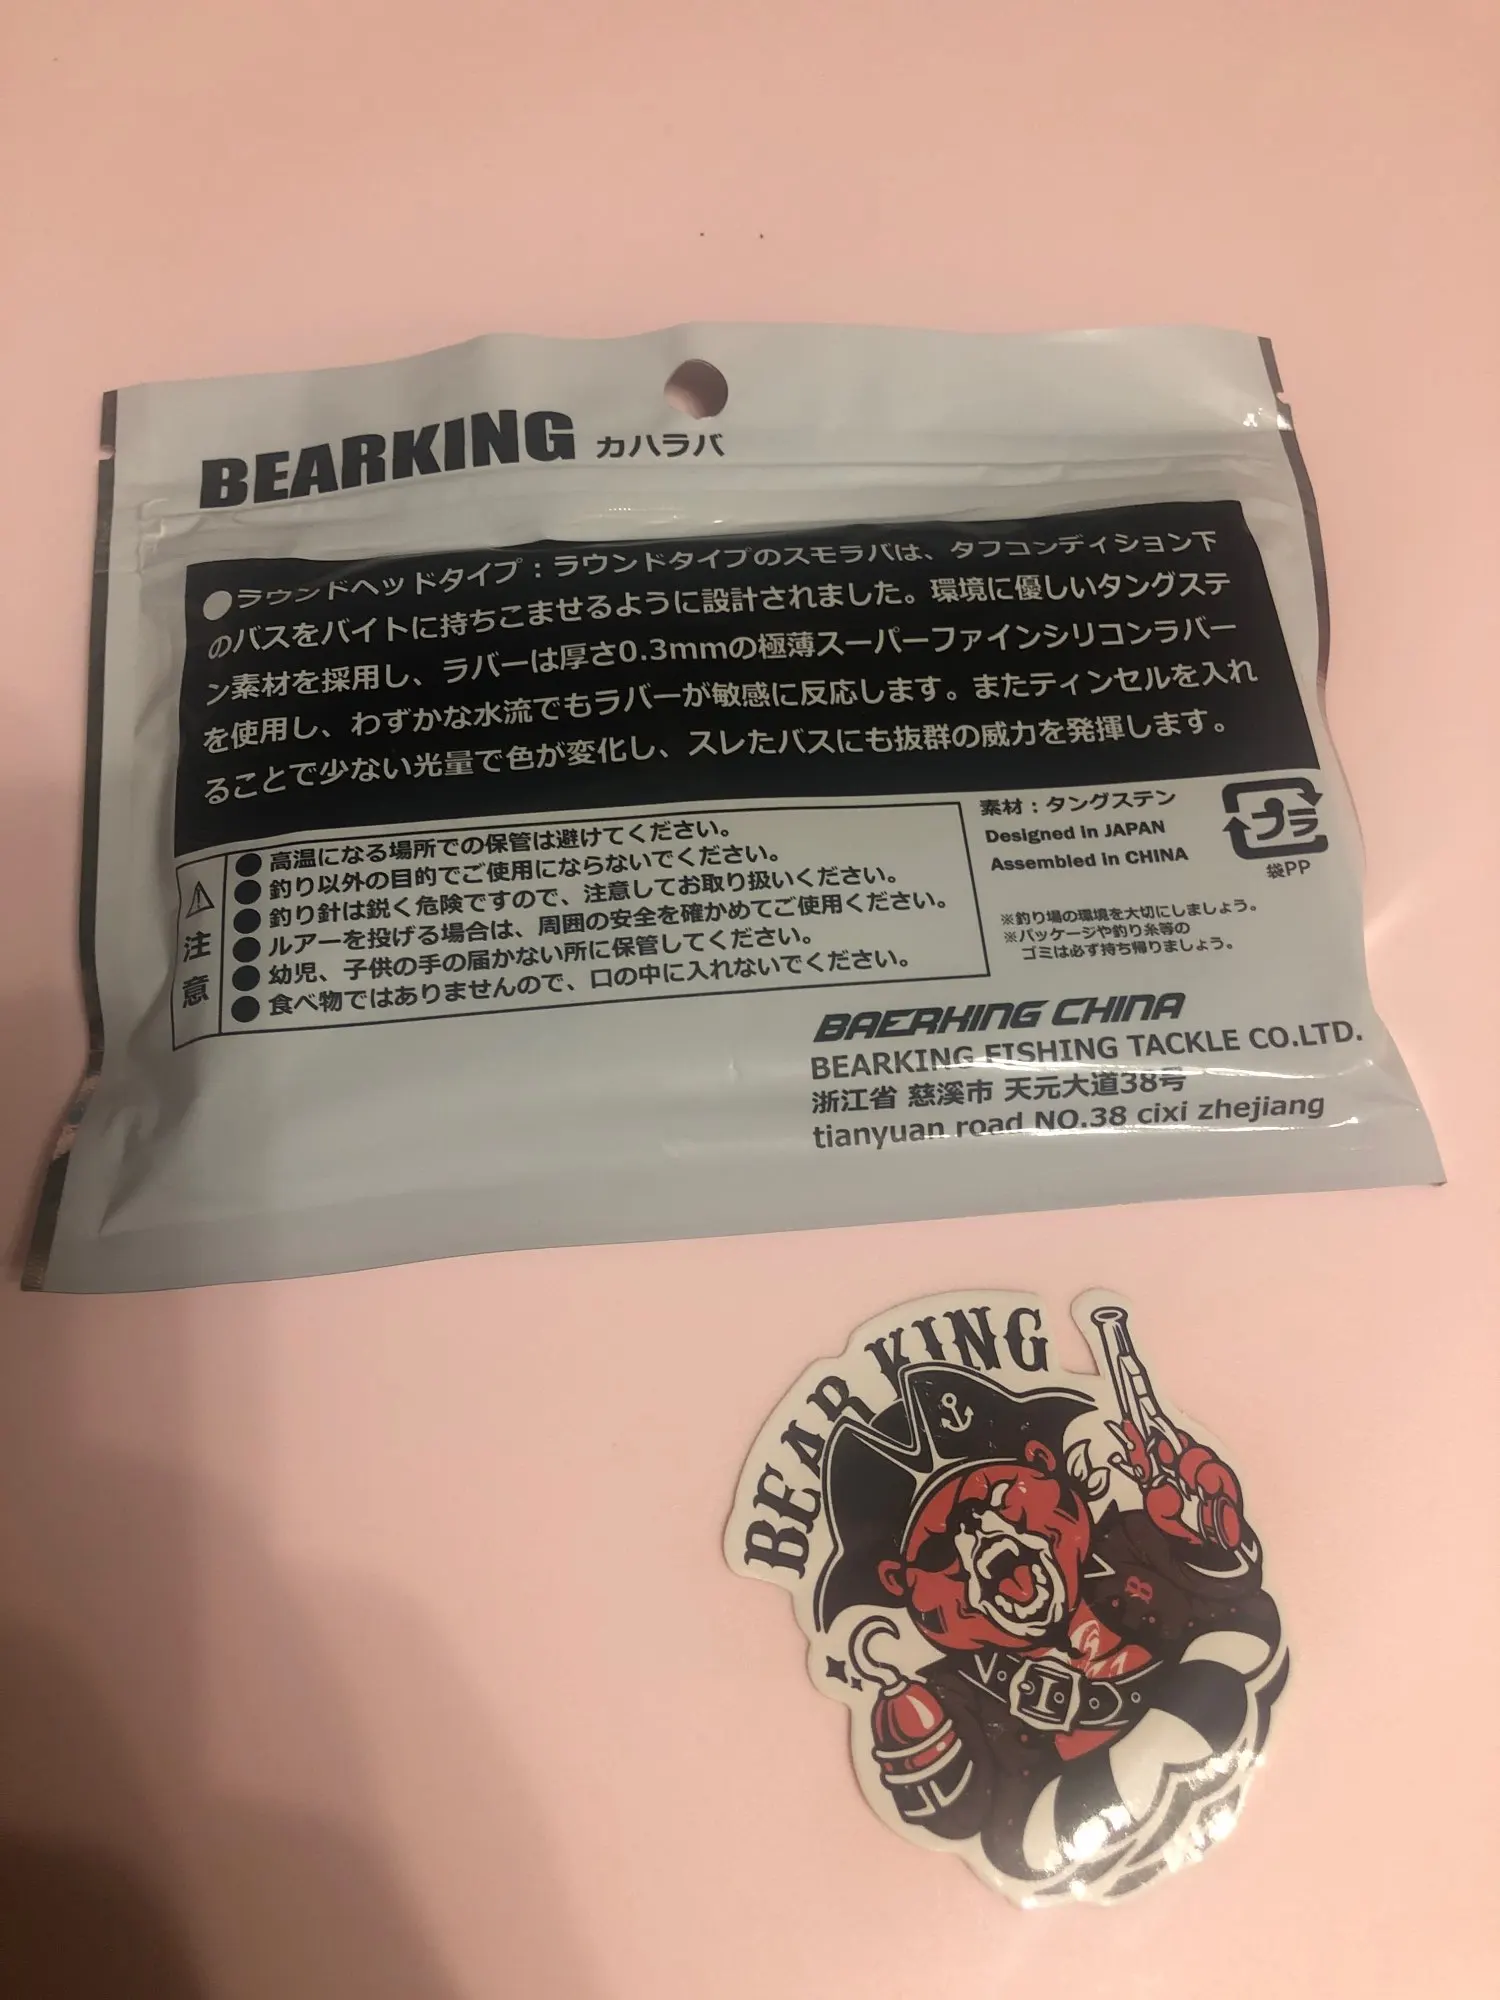 BEARKING カハラバ
●ラウンドヘッドタイプ：ラウンドタイプのスモラバは、タフコンディション下
のバスをバイトに持ちこませるように設計されました。環境に優しいタングステ
ン素材を採用し、ラバーは厚さ0.3mmの極薄スーパーファインシリコンラバー
を使用し、わずかな水流でもラバーが敏感に反応します。またティンセルを入れ
ることで少ない光量で色が変化し、スレたバスにも抜群の威力を発揮します。
注意
●高温になる場所での保管は避けてください。
●釣り以外の目的でご使用にならないでください。
●釣り針は鋭く危険ですので、注意してお取り扱いください。
●ルアーを投げる場合は、周囲の安全を確かめてご使用ください。
●幼児、子供の手の届かない所に保管してください。
●食べ物ではありませんので、口の中に入れないでください。
素材：タングステン
Designed in JAPAN
Assembled in CHINA
プラ
袋PP
※釣り場の環境を大切にしましょう。
※パッケージや釣り糸等の
ゴミは必ず持ち帰りましょう。
BAERKING CHINA
BEARKING FISHING TACKLE CO.LTD.
浙江省 慈溪市 天元大道38号
tianyuan road NO.38 cixi zhejiang
BEAR KING
B
I